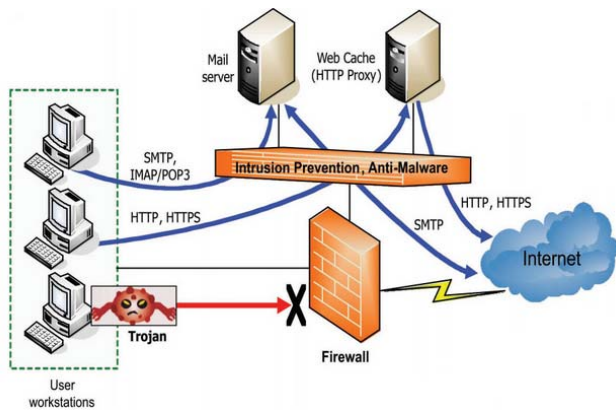 Mail
server
Web Cache
(HTTP Proxy)
SMTP,
IMAP/POP3
Intrusion Prevention, Anti-Malware
HTTP, HTTPS
HTTP, HTTPS
SMTP
Internet
Trojan
X
Firewall
User
workstations